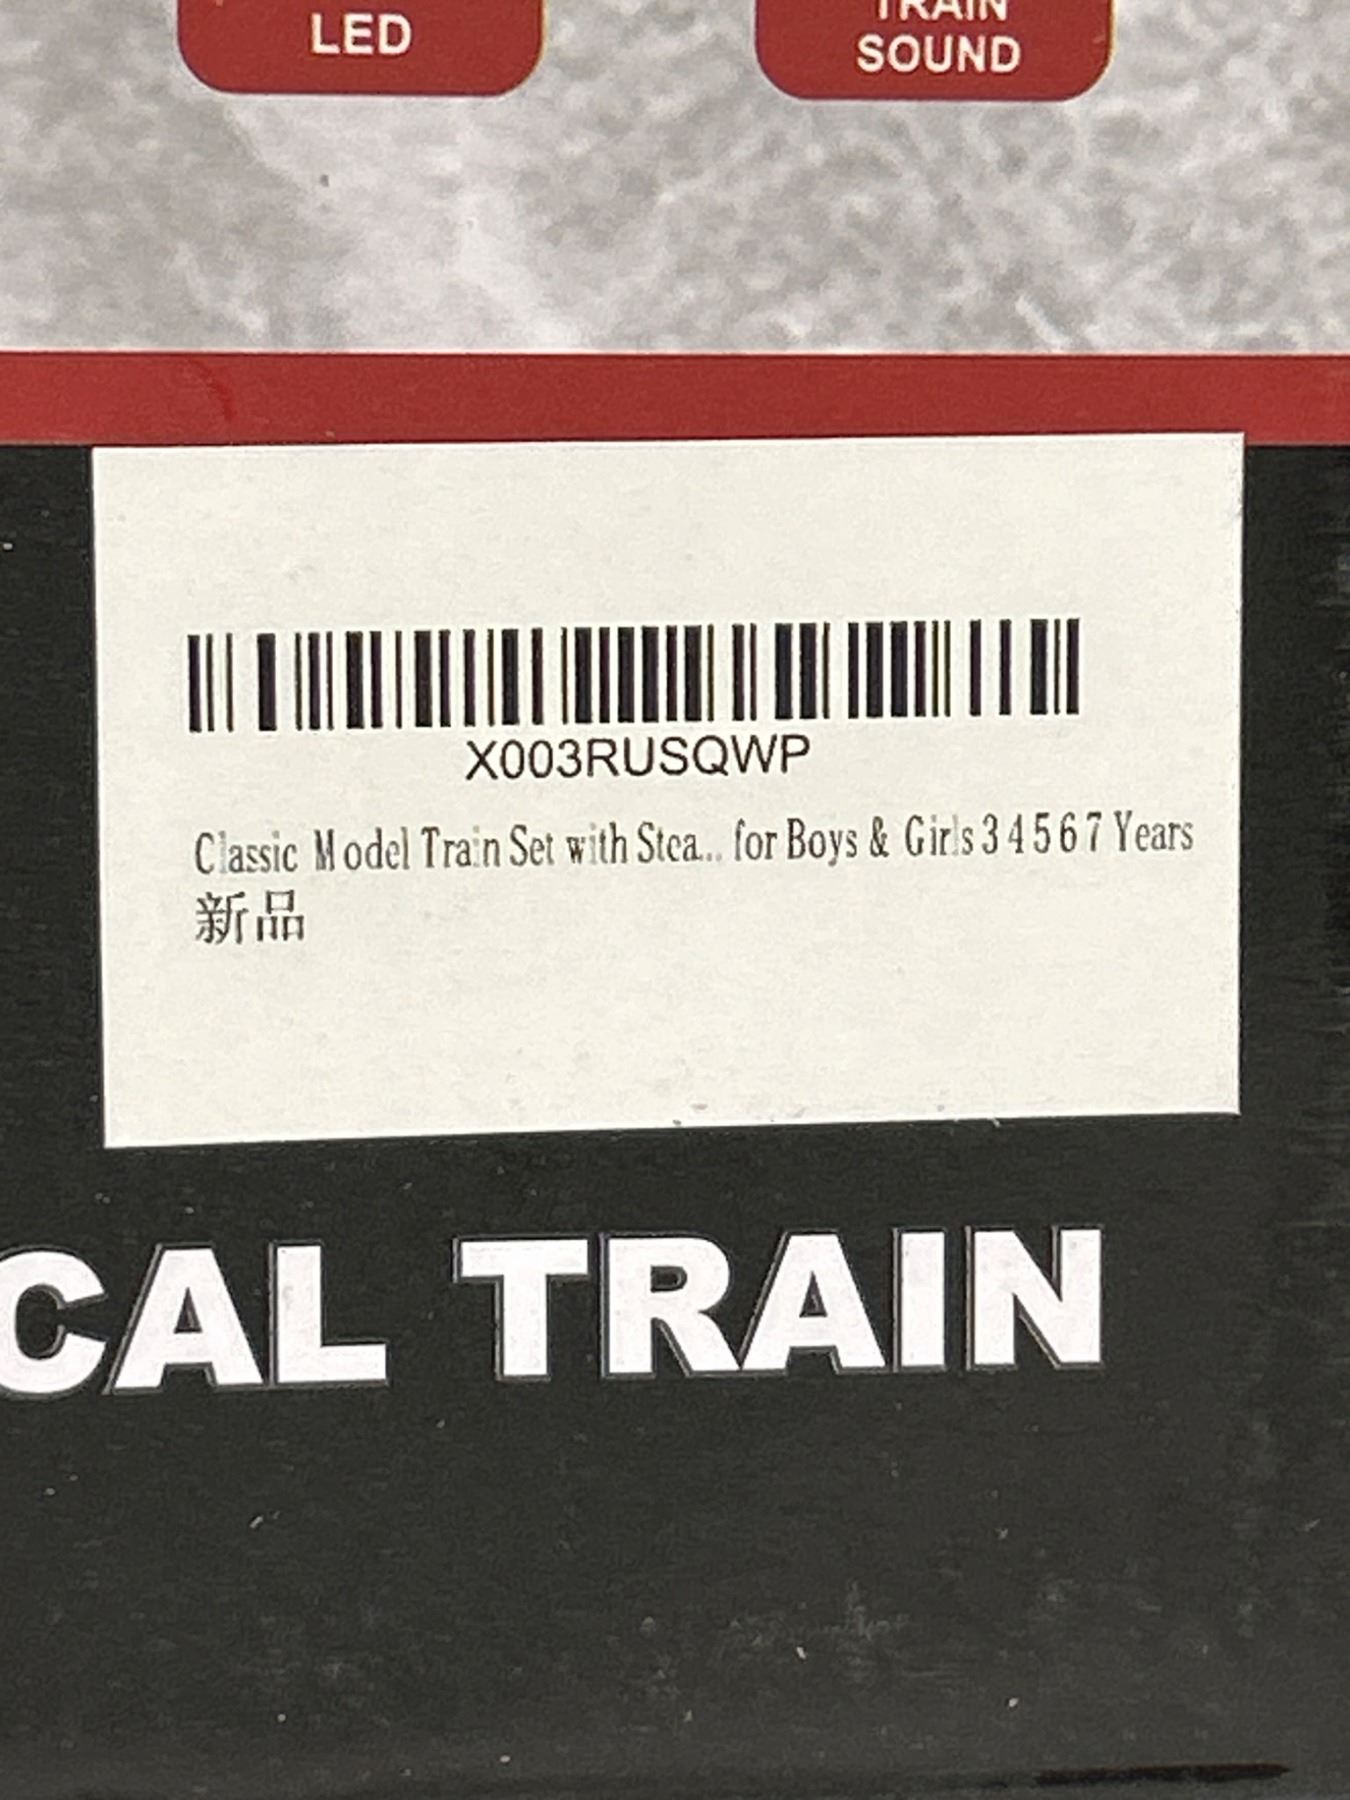 LED
TRAIN
SOUND
X003RUSQWP
Classic Model Train Set with Stea... for Boys & Girls 3 4 5 6 7 Years
新品
CAL TRAIN